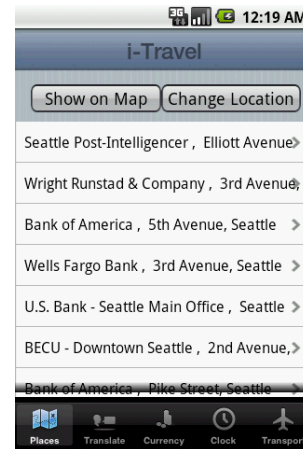 3G
12:19 AM
i-Travel
Show on Map Change Location
Seattle Post-Intelligencer , Elliott Avenue
Wright Runstad & Company , 3rd Avenue,
Bank of America , 5th Avenue, Seattle
Wells Fargo Bank , 3rd Avenue, Seattle
U.S. Bank - Seattle Main Office , Seattle
BECU - Downtown Seattle , 2nd Avenue,
Bank of America , Pike Street, Seattle
Places Translate Currency Clock Transpor